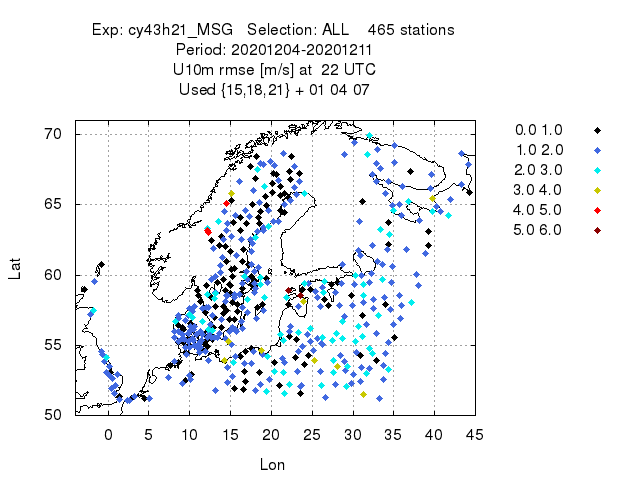 Exp: cy43h21_MSG   Selection: ALL    465 stations
Period: 20201204-20201211
U10m rmse [m/s] at  22 UTC
Used {15,18,21} + 01 04 07
70
65
60
55
50
Lat
0 5 10 15 20 25 30 35 40 45
Lon
0.0 1.0
1.0 2.0
2.0 3.0
3.0 4.0
4.0 5.0
5.0 6.0